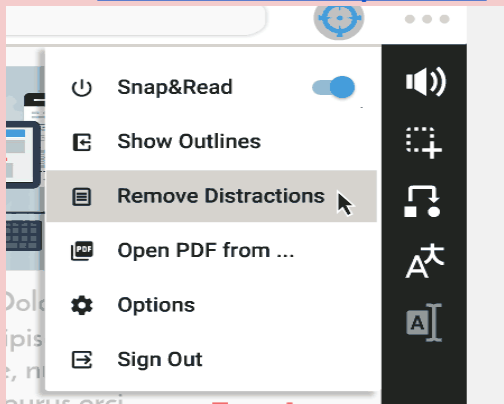 Snap&Read
Show Outlines
Remove Distractions
PDF
Open PDF from ...
Options
Sign Out
A
A